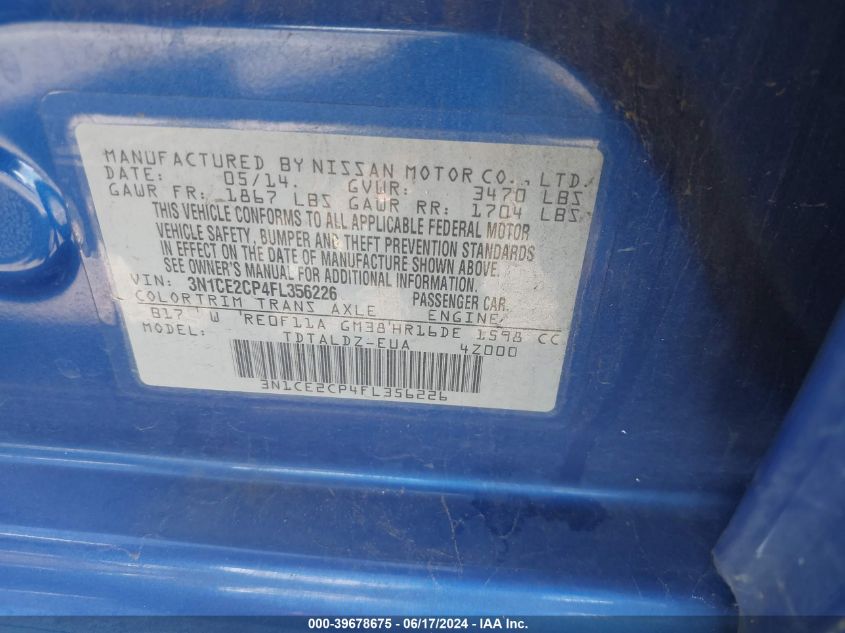 MANUFACTURED BY NISSAN MOTOR CO., LTD.
DATE: 05/14. GVWR: 3470 LBS
GAWR FR: 1867 LBS GAWR RR: 1704 LBS
THIS VEHICLE CONFORMS TO ALL APPLICABLE FEDERAL MOTOR
VEHICLE SAFETY, BUMPER AND THEFT PREVENTION STANDARDS
IN EFFECT ON THE DATE OF MANUFACTURE SHOWN ABOVE.
SEE OWNER'S MANUAL FOR ADDITIONAL INFORMATION.
VIN: 3N1CE2CP4FL356226 PASSENGER CAR
COLORTRIM TRANS AXLE ENGINE
B17 W RE0F11A GM38 HR16DE 1598 CC
MODEL: TDTALDZ-EUA 4Z000
3N1CE2CP4FL356226
000-39678675 - 06/17/2024 - IAAI Inc.